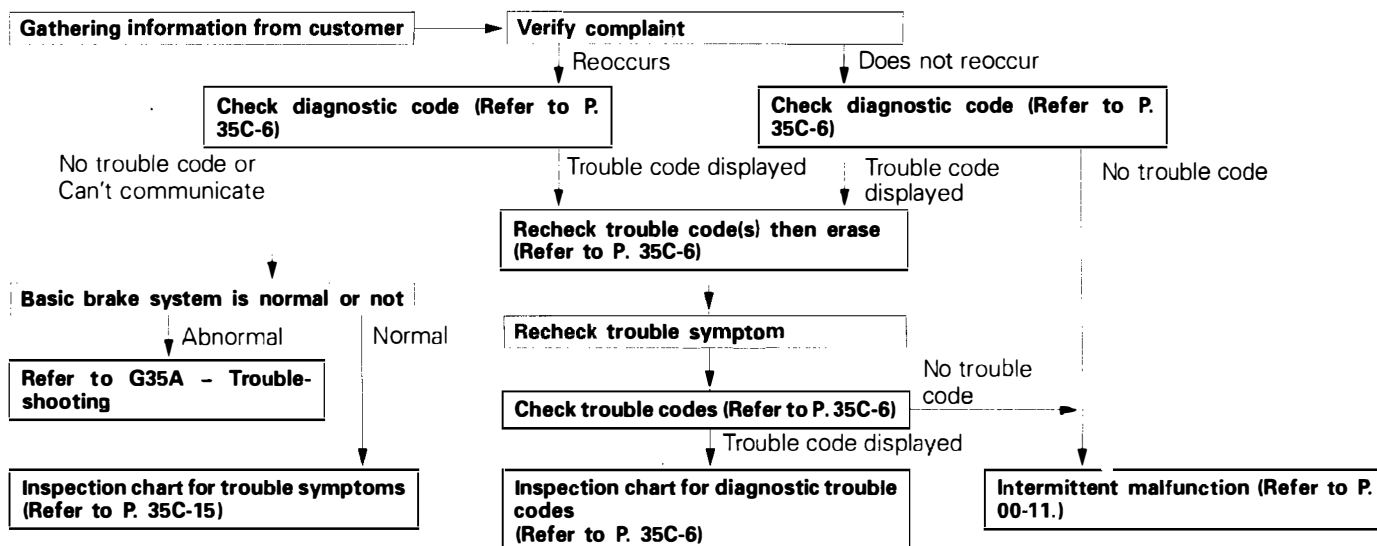 Gathering information from customer
Verify complaint
Reoccurs
Does not reoccur
Check diagnostic code (Refer to P.
35C-6)
Check diagnostic code (Refer to P.
35C-6)
No trouble code or
Can't communicate
Trouble code displayed
Trouble code
displayed
No trouble code
Recheck trouble code(s) then erase
(Refer to P. 35C-6)
Basic brake system is normal or not
Recheck trouble symptom
Abnormal
Normal
Refer to G35A – Trouble-
shooting
Check trouble codes (Refer to P. 35C-6)
No trouble
code
Trouble code displayed
Inspection chart for trouble symptoms
(Refer to P. 35C-15)
Inspection chart for diagnostic trouble
codes
(Refer to P. 35C-6)
Intermittent malfunction (Refer to P.
00-11.)